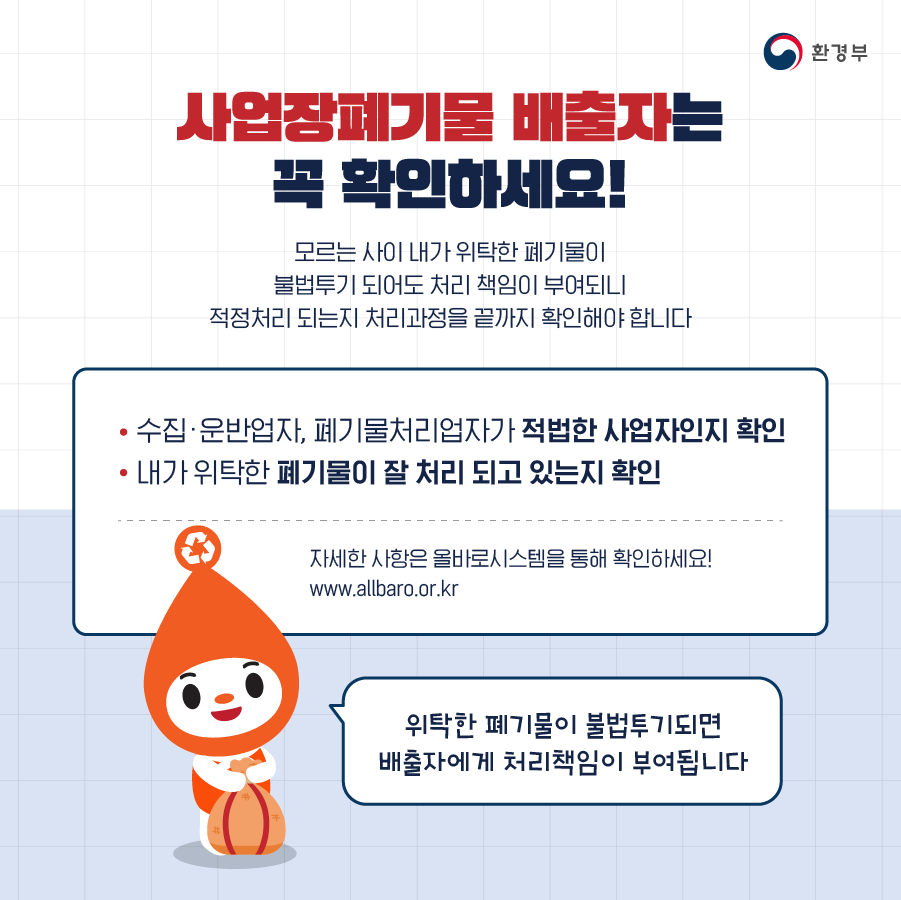 환경부
사업장폐기물 배출자는
꼭 확인하세요!
모르는 사이 내가 위탁한 폐기물이
불법투기 되어도 처리 책임이 부여되니
적정처리 되는지 처리과정을 끝까지 확인해야 합니다
• 수집·운반업자, 폐기물처리업자가 적법한 사업자인지 확인
• 내가 위탁한 폐기물이 잘 처리 되고 있는지 확인
자세한 사항은 올바로시스템을 통해 확인하세요!
www.allbaro.or.kr
위탁한 폐기물이 불법투기되면
배출자에게 처리책임이 부여됩니다